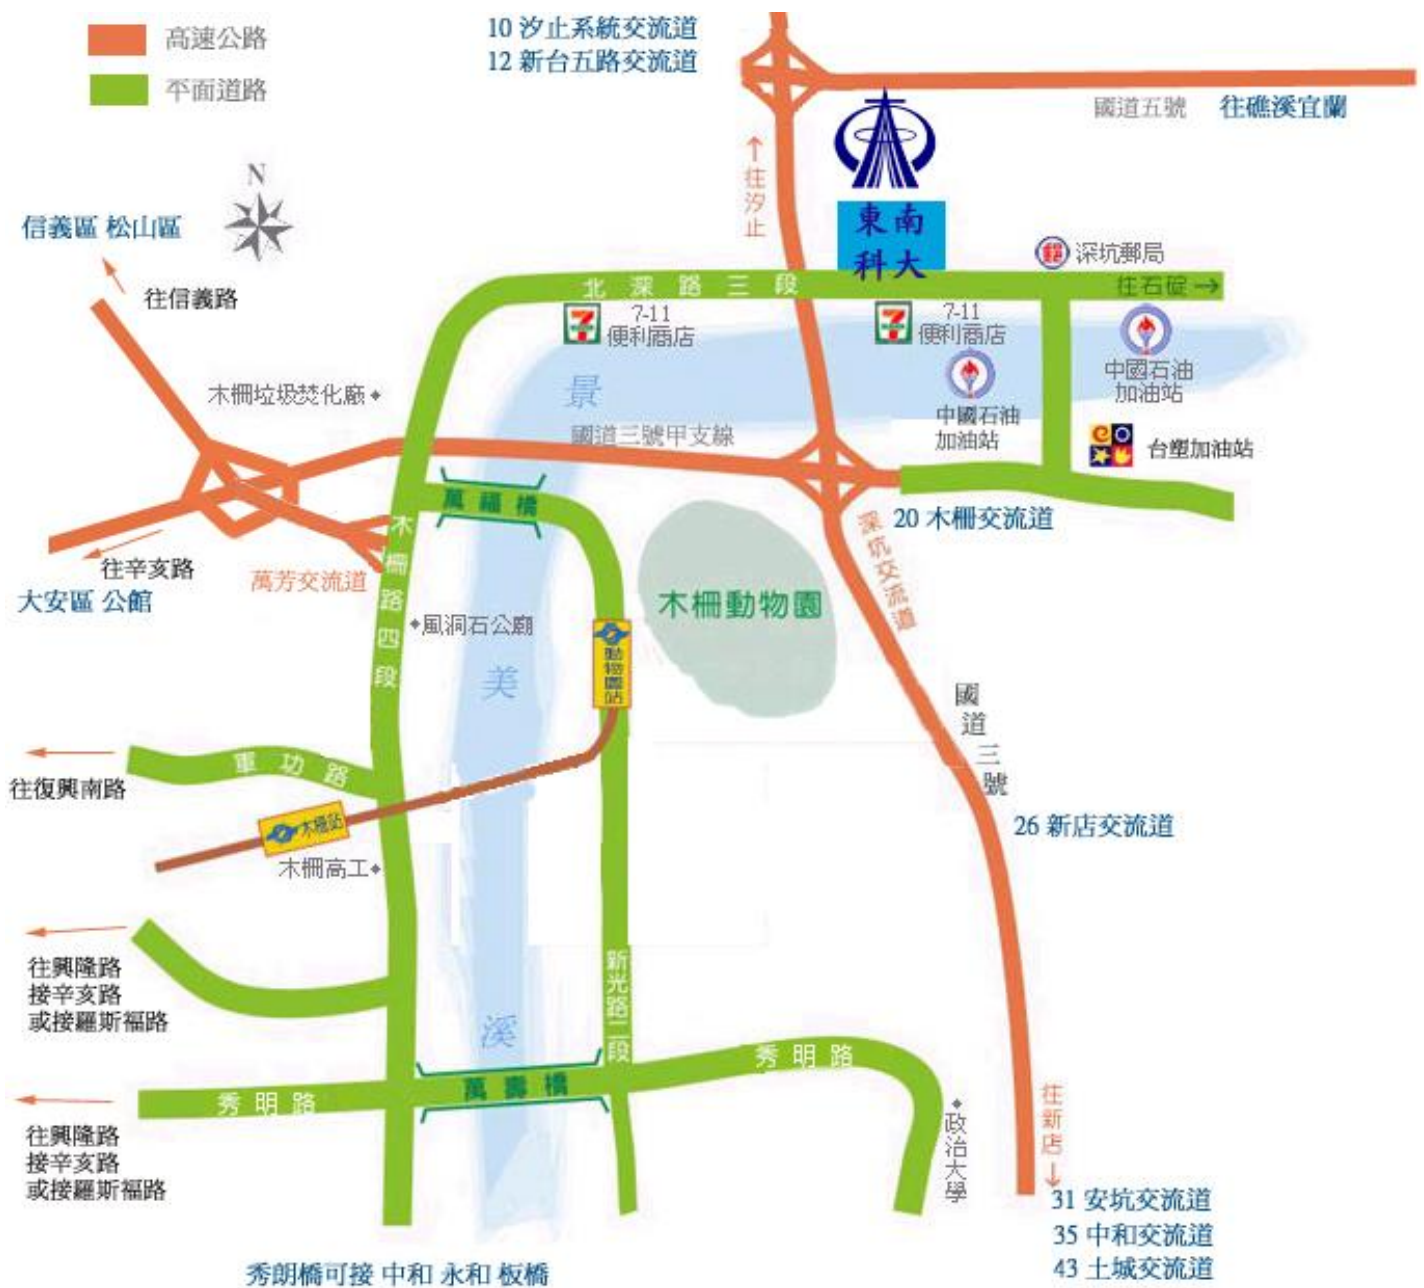 高速公路
平面道路
10 汐止系統交流道
12 新台五路交流道
國道五號
往礁溪宜蘭
↑往汐止
N
東南
科大
信義區 松山區
往信義路
北深路三段
深坑郵局
往石碇→
7-11
便利商店
7-11
便利商店
中國石油
加油站
中國石油
加油站
台塑加油站
木柵垃圾焚化廠
國道三號甲支線
景
美
溪
萬福橋
20 木柵交流道
深坑交流道
往辛亥路
大安區 公館
萬芳交流道
木柵路四段
風洞石公廟
木柵動物園
動物園站
國道三號
軍功路
往復興南路
木柵站
木柵高工
26 新店交流道
往興隆路
接辛亥路
或接羅斯福路
新光路二段
秀明路
萬壽橋
秀明路
往興隆路
接辛亥路
或接羅斯福路
政治大學
往新店↓
31 安坑交流道
35 中和交流道
43 土城交流道
秀朗橋可接 中和 永和 板橋